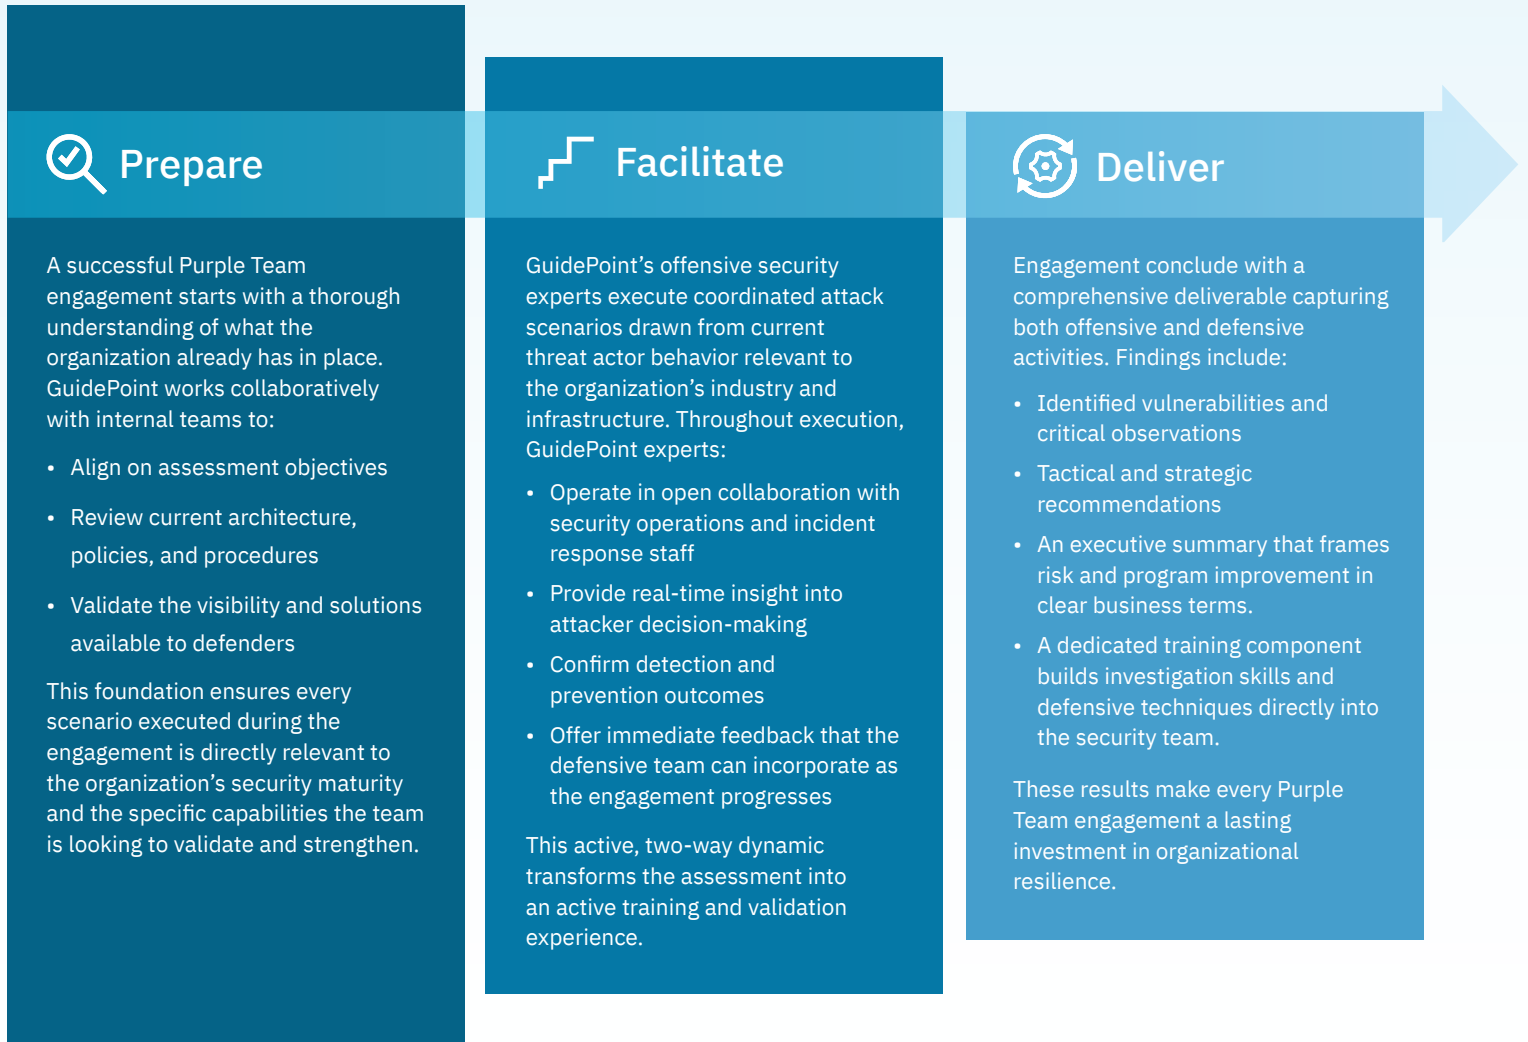 Prepare
A successful Purple Team
engagement starts with a thorough
understanding of what the
organization already has in place.
GuidePoint works collaboratively
with internal teams to:
• Align on assessment objectives
• Review current architecture,
policies, and procedures
• Validate the visibility and solutions
available to defenders
This foundation ensures every
scenario executed during the
engagement is directly relevant to
the organization’s security maturity
and the specific capabilities the team
is looking to validate and strengthen.
Facilitate
GuidePoint’s offensive security
experts execute coordinated attack
scenarios drawn from current
threat actor behavior relevant to
the organization’s industry and
infrastructure. Throughout execution,
GuidePoint experts:
• Operate in open collaboration with
security operations and incident
response staff
• Provide real-time insight into
attacker decision-making
• Confirm detection and
prevention outcomes
• Offer immediate feedback that the
defensive team can incorporate as
the engagement progresses
This active, two-way dynamic
transforms the assessment into
an active training and validation
experience.
Deliver
Engagement conclude with a
comprehensive deliverable capturing
both offensive and defensive
activities. Findings include:
• Identified vulnerabilities and
critical observations
• Tactical and strategic
recommendations
• An executive summary that frames
risk and program improvement in
clear business terms.
• A dedicated training component
builds investigation skills and
defensive techniques directly into
the security team.
These results make every Purple
Team engagement a lasting
investment in organizational
resilience.